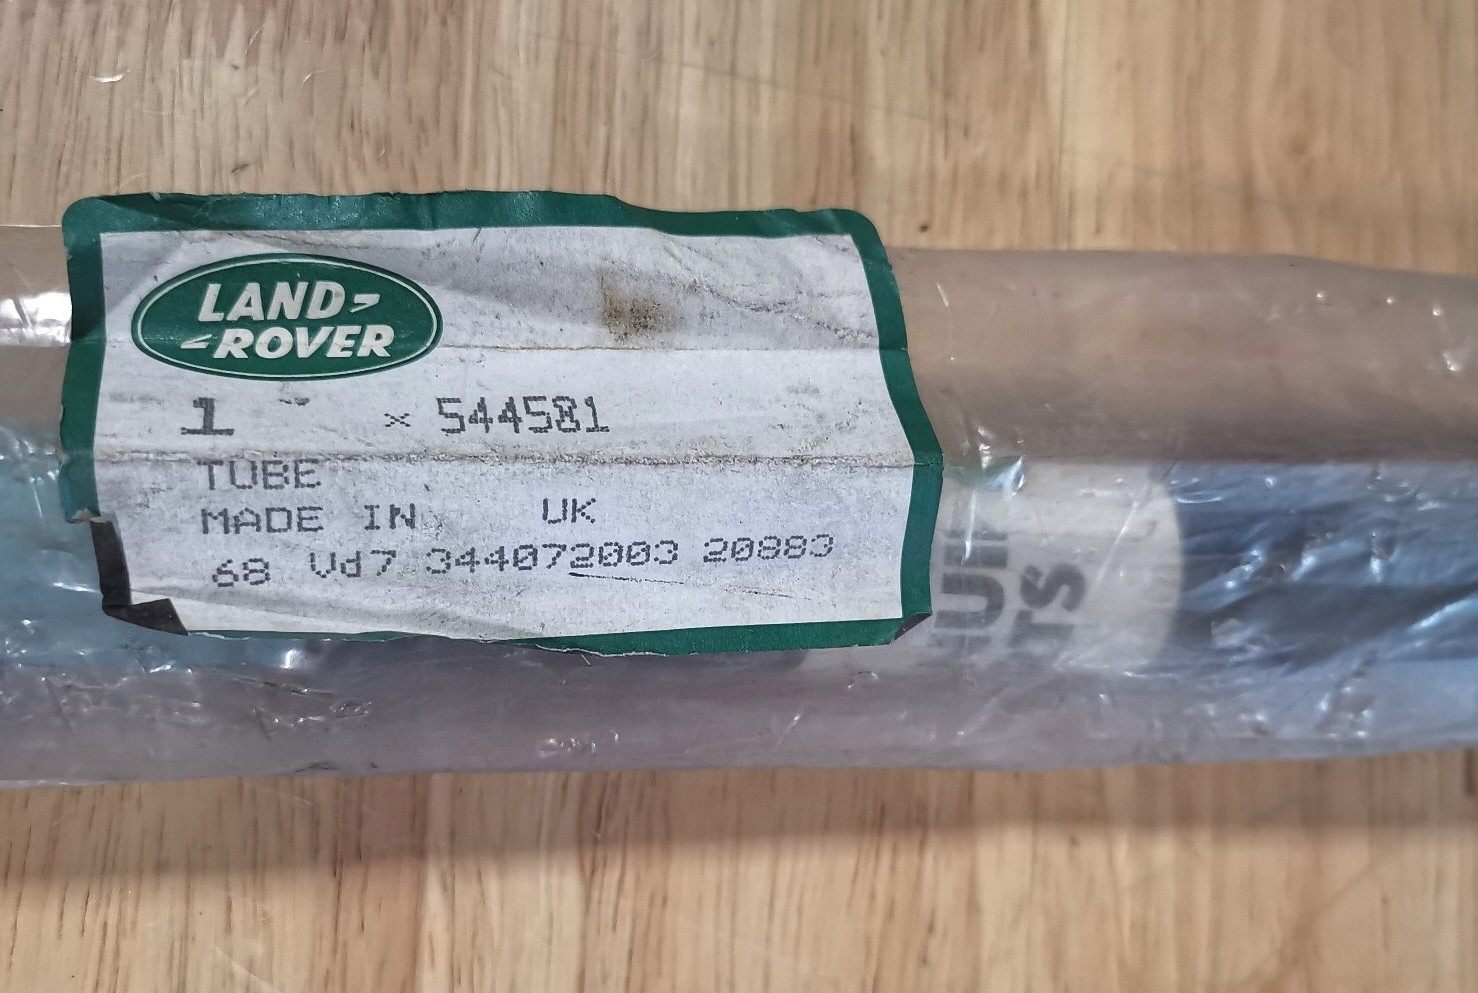 LAND
ROVER
1 x 544581
TUBE
MADE IN UK
68 Vd7 344072003 20883